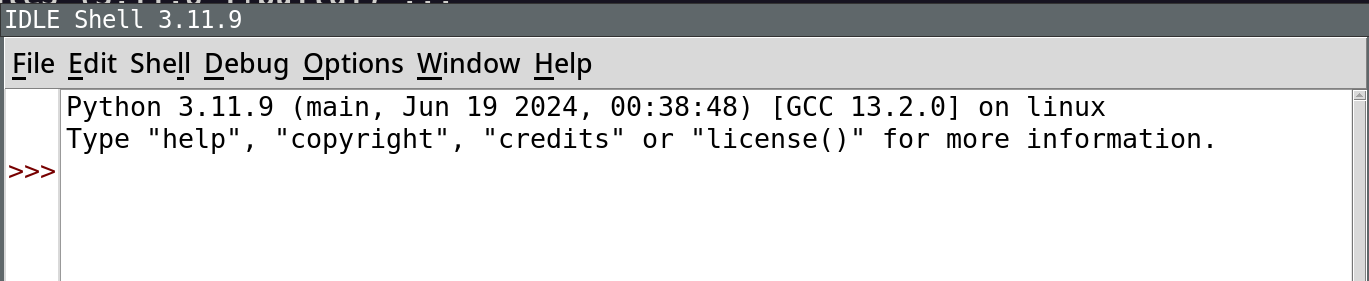 IDLE Shell 3.11.9
File Edit Shell Debug Options Window Help
Python 3.11.9 (main, Jun 19 2024, 00:38:48) [GCC 13.2.0] on linux
Type "help", "copyright", "credits" or "license()" for more information.
>>>